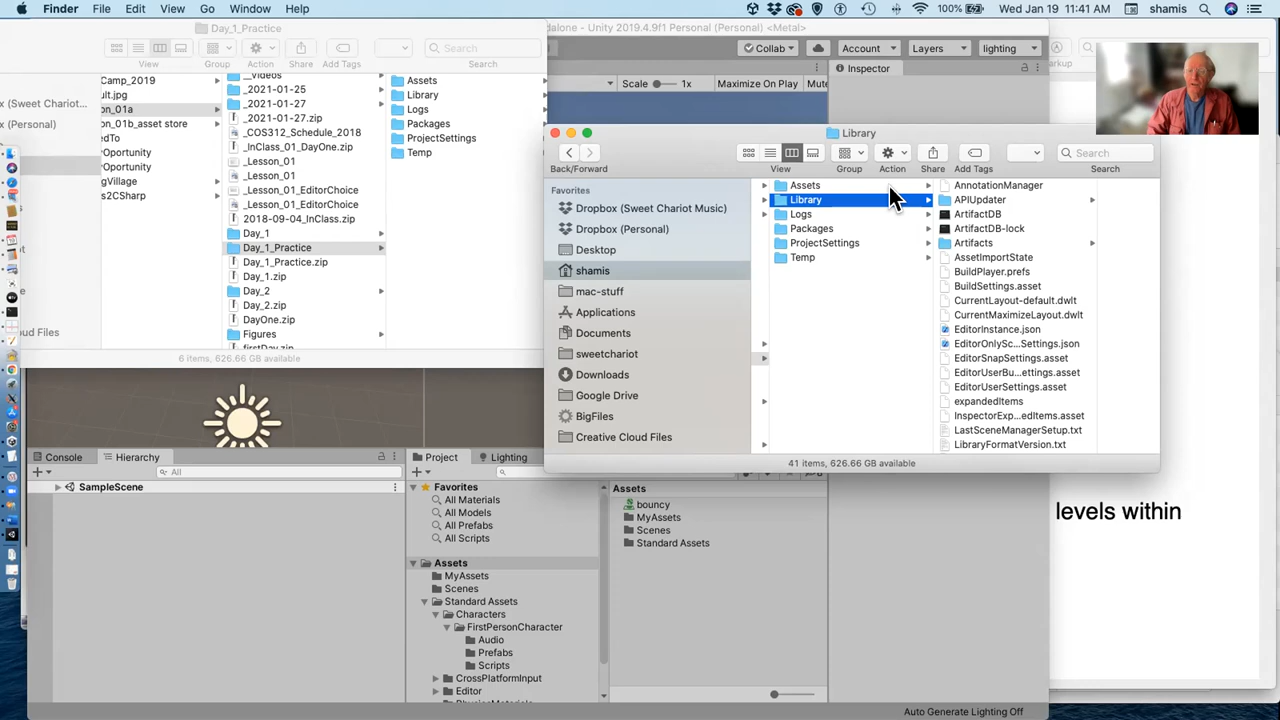 Finder File Edit View Go Window Help
100% Wed Jan 19 11:41 AM shamis
Day_1_Practice
Search
View Group Action Share Add Tags Search
Camp_2019
ult.jpg
on_01a
on_01b_asset store
edTo
pOportunity
pOportunity
gVillage
s2CSharp
x (Sweet Chariot...
x (Personal)
Cloud Files
__Videos
_2021-01-25
_2021-01-27
_2021-01-27.zip
_COS312_Schedule_2018
_InClass_01_DayOne.zip
_Lesson_01
_Lesson_01
_Lesson_01_EditorChoice
_Lesson_01_EditorChoice
2018-09-04_InClass.zip
Day_1
Day_1_Practice
Day_1_Practice.zip
Day_1.zip
Day_2
Day_2.zip
DayOne.zip
Figures
firstDay.zip
Assets
Library
Logs
Packages
ProjectSettings
Temp
6 items, 626.66 GB available
dalone - Unity 2019.4.9f1 Personal (Personal) <Metal>
Collab Account Layers lighting
Scale 1x Maximize On Play Mute
Inspector
Library
Back/Forward View Group Action Share Add Tags Search
Search
Favorites
Dropbox (Sweet Chariot Music)
Dropbox (Personal)
Desktop
shamis
mac-stuff
Applications
Documents
sweetchariot
Downloads
Google Drive
BigFiles
Creative Cloud Files
Assets
Library
Logs
Packages
ProjectSettings
Temp
AnnotationManager
APIUpdater
ArtifactDB
ArtifactDB-lock
Artifacts
AssetImportState
BuildPlayer.prefs
BuildSettings.asset
CurrentLayout-default.dwlt
CurrentMaximizeLayout.dwlt
EditorInstance.json
EditorOnlySc...Settings.json
EditorSnapSettings.asset
EditorUserBu...ettings.asset
EditorUserSettings.asset
expandedItems
InspectorExp...edItems.asset
LastSceneManagerSetup.txt
LibraryFormatVersion.txt
41 items, 626.66 GB available
Console Hierarchy
All
SampleScene
Project Lighting
Favorites
All Materials
All Models
All Prefabs
All Scripts
Assets
MyAssets
Scenes
Standard Assets
Characters
FirstPersonCharacter
Audio
Prefabs
Scripts
CrossPlatformInput
Editor
Assets
bouncy
MyAssets
Scenes
Standard Assets
levels within
Auto Generate Lighting Off